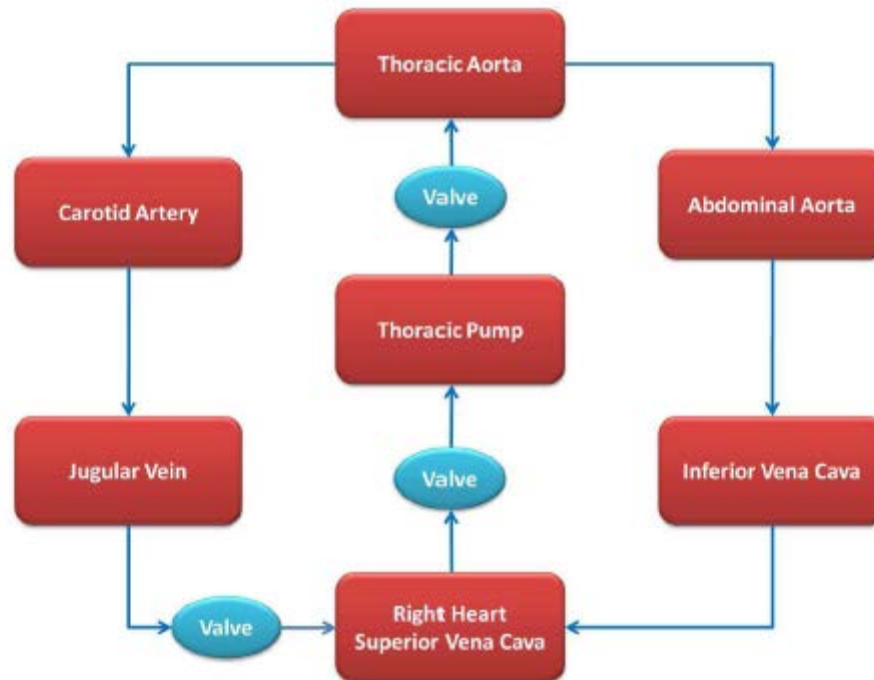 Thoracic Aorta
Valve
Carotid Artery
Abdominal Aorta
Thoracic Pump
Jugular Vein
Valve
Inferior Vena Cava
Valve
Right Heart
Superior Vena Cava